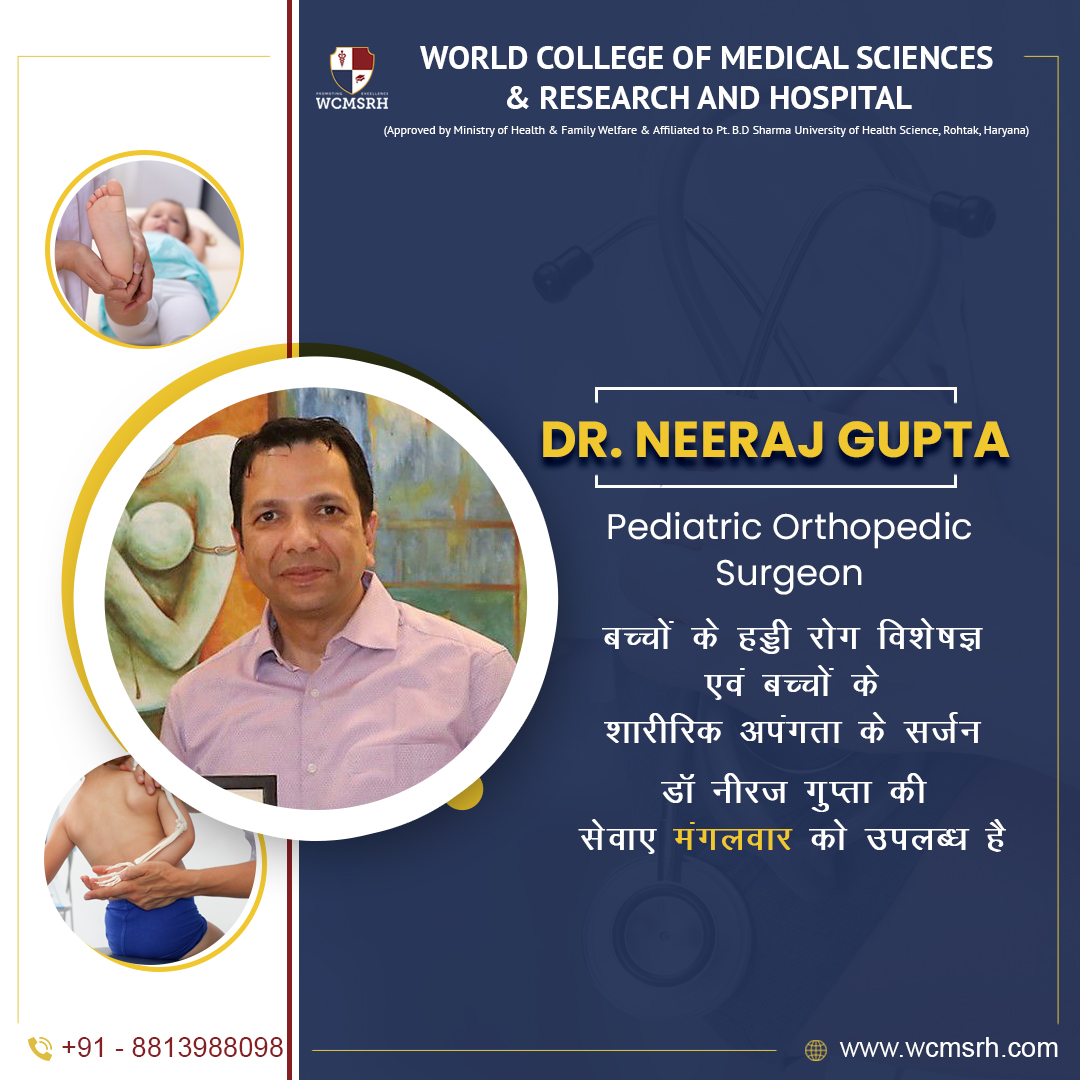 WORLD COLLEGE OF MEDICAL SCIENCES
& RESEARCH AND HOSPITAL
(Approved by Ministry of Health & Family Welfare & Affiliated to Pt. B.D Sharma University of Health Science, Rohtak, Haryana)
PROMOTING EXCELLENCE
WCMSRH
DR. NEERAJ GUPTA
Pediatric Orthopedic
Surgeon
बच्चों के हड्डी रोग विशेषज्ञ
एवं बच्चों के
शारीरिक अपंगता के सर्जन
डॉ नीरज गुप्ता की
सेवाए मंगलवार को उपलब्ध है
+91 - 8813988098
www.wcmsrh.com